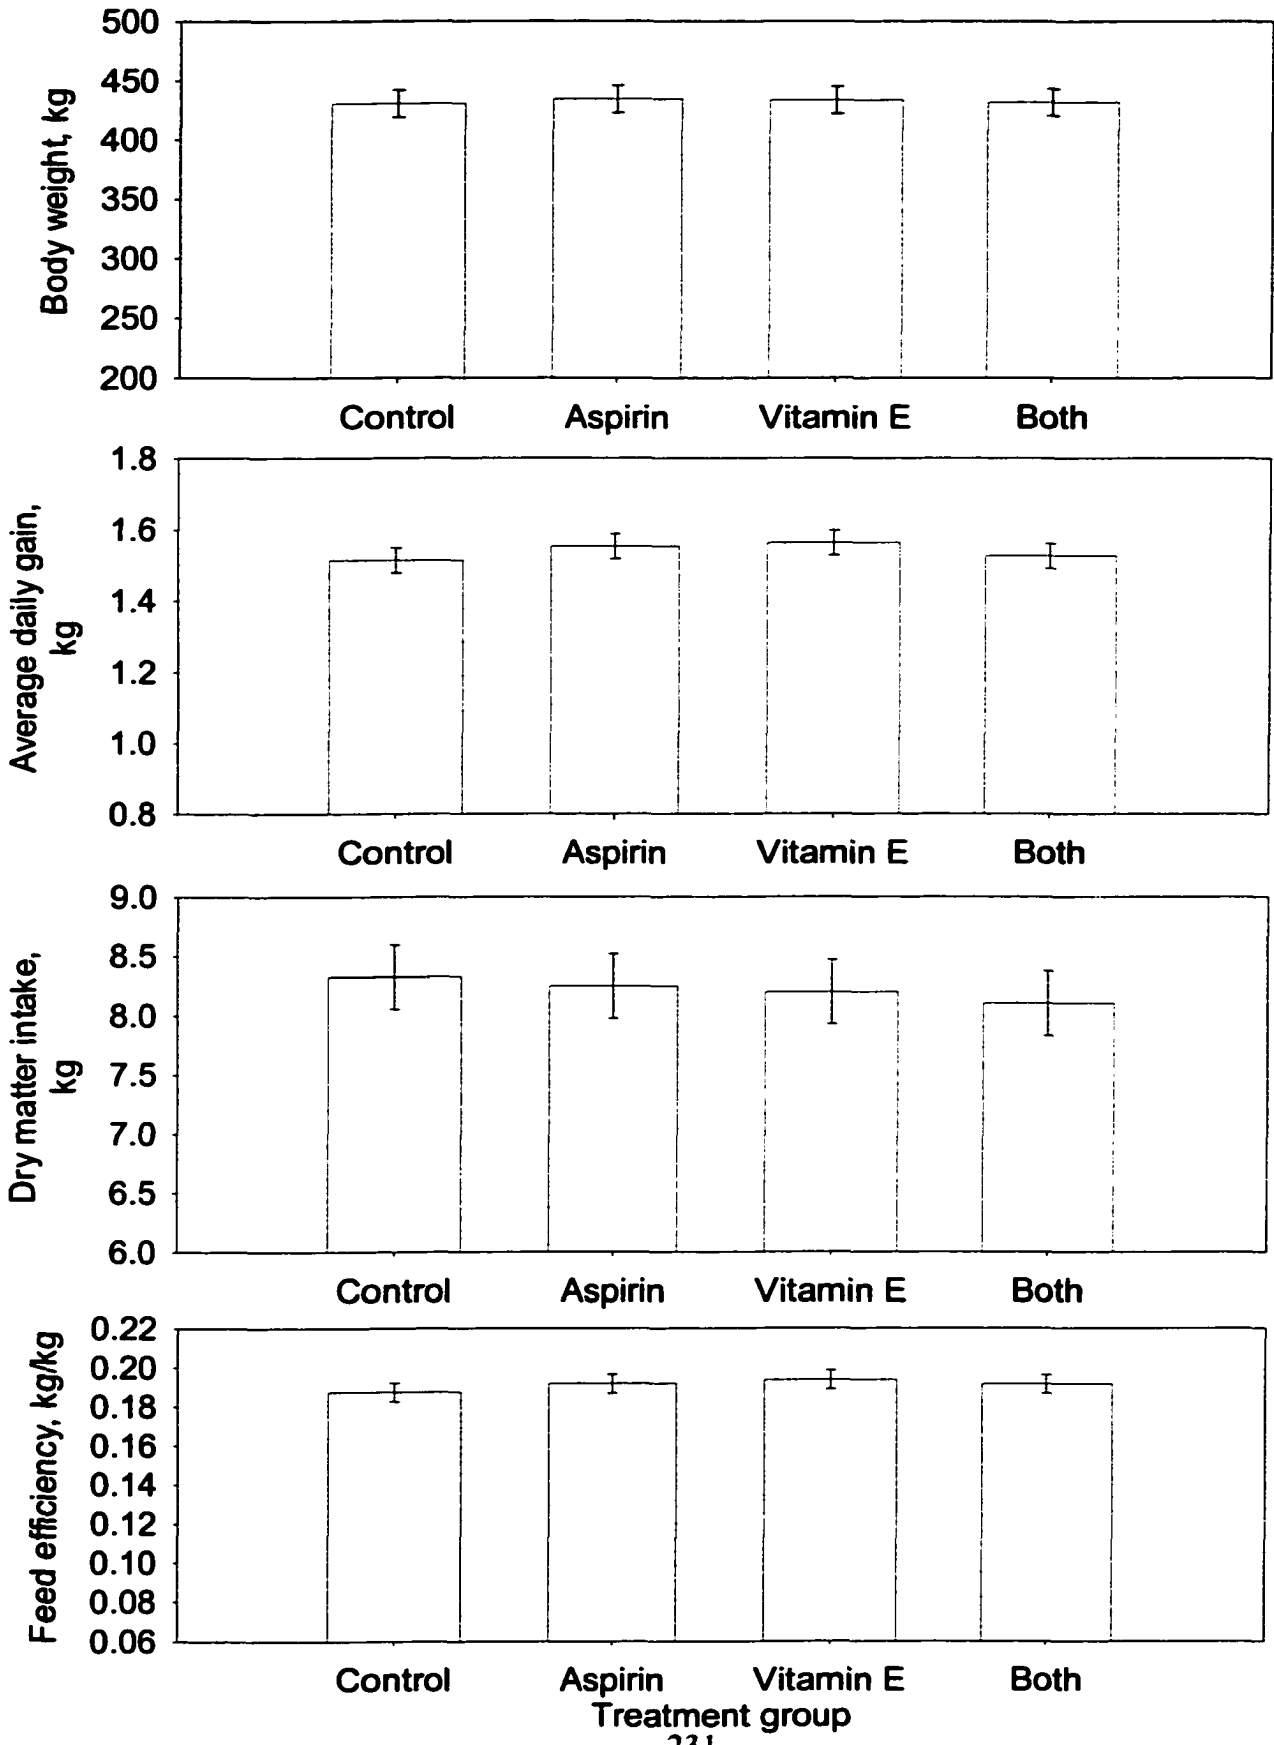 Body weight, kg
500
450
400
350
300
250
200
Control Aspirin Vitamin E Both
Average daily gain,
kg
1.8
1.6
1.4
1.2
1.0
0.8
Control Aspirin Vitamin E Both
Dry matter intake,
kg
9.0
8.5
8.0
7.5
7.0
6.5
6.0
Control Aspirin Vitamin E Both
Feed efficiency, kg/kg
0.22
0.20
0.18
0.16
0.14
0.12
0.10
0.08
0.06
Control Aspirin Vitamin E Both
Treatment group
231